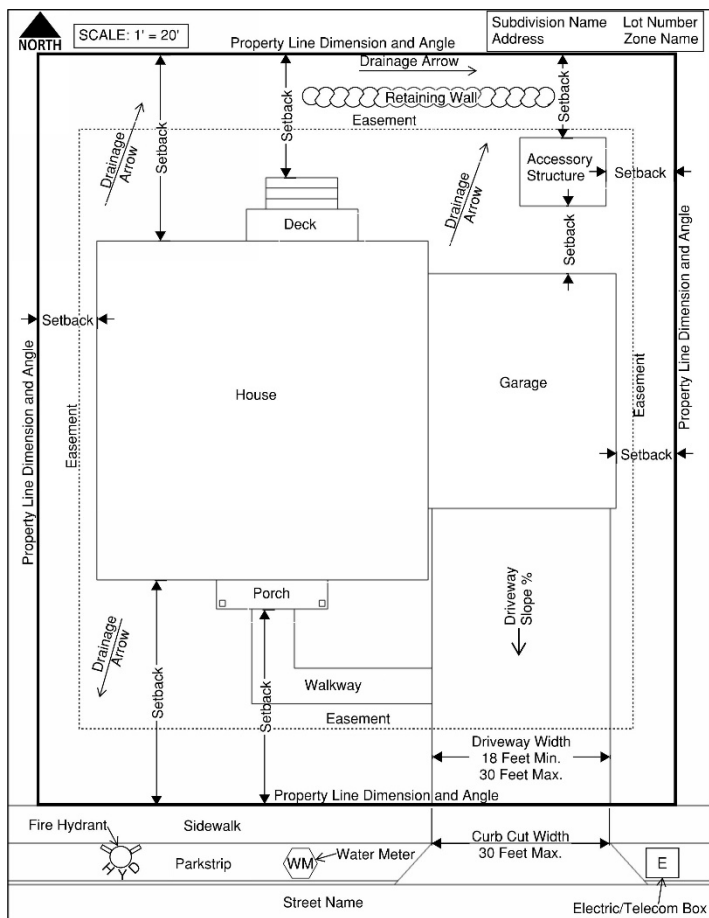 NORTH
SCALE: 1' = 20'
Property Line Dimension and Angle
Subdivision Name Lot Number
Address Zone Name
Drainage Arrow
Retaining Wall
Easement
Setback
Setback
Setback
Drainage
Arrow
Drainage
Arrow
Accessory
Structure
Setback
Deck
Setback
Setback
Property Line Dimension and Angle
Property Line Dimension and Angle
House
Garage
Easement
Easement
Setback
Porch
Driveway
Slope %
Drainage
Arrow
Setback
Setback
Walkway
Easement
Driveway Width
18 Feet Min.
30 Feet Max.
Property Line Dimension and Angle
Fire Hydrant
Sidewalk
HYD
Parkstrip
WM
Water Meter
Curb Cut Width
30 Feet Max.
E
Street Name
Electric/Telecom Box